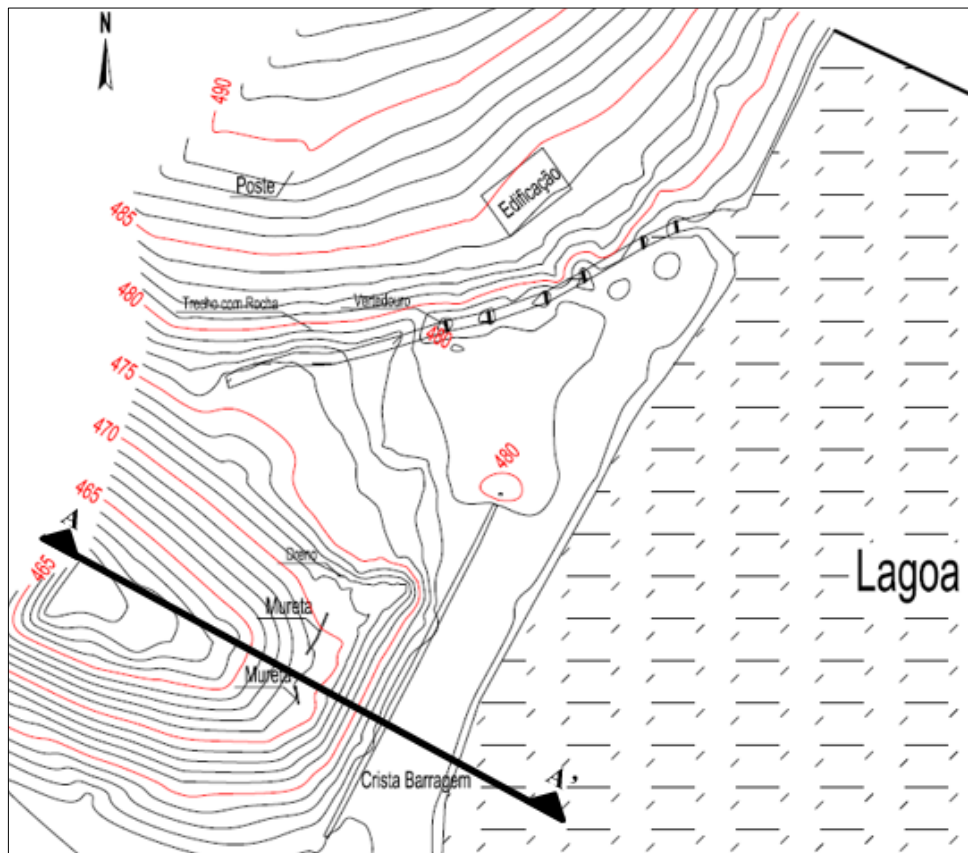 N
490
Poste
Edificação
485
480
Trecho com Rocha
Vertedouro
480
475
470
480
465
A
Dreno
465
Lagoa
Mureta
Mureta
A'
Crista Barragem